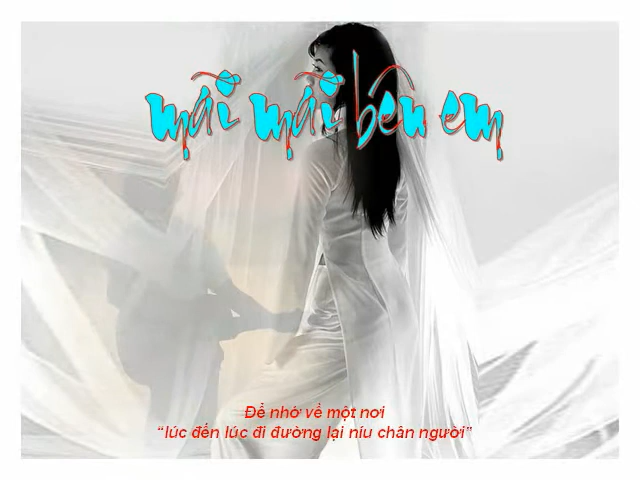 mãi mãi bên em
Để nhớ về một nơi
“lúc đến lúc đi đường lại níu chân người”